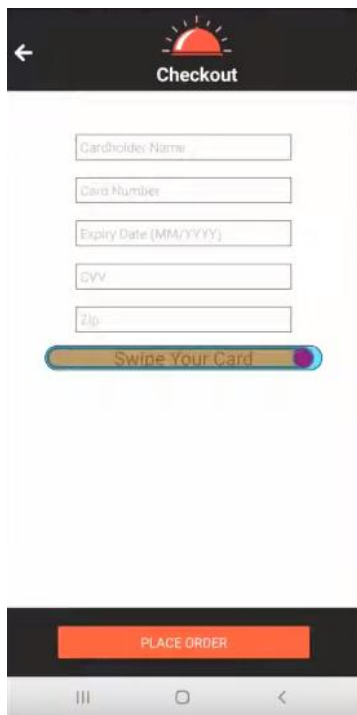 Checkout
Cardholder Name
Card Number
Expiry Date (MM/YYYY)
CVV
Zip
Swipe Your Card
PLACE ORDER